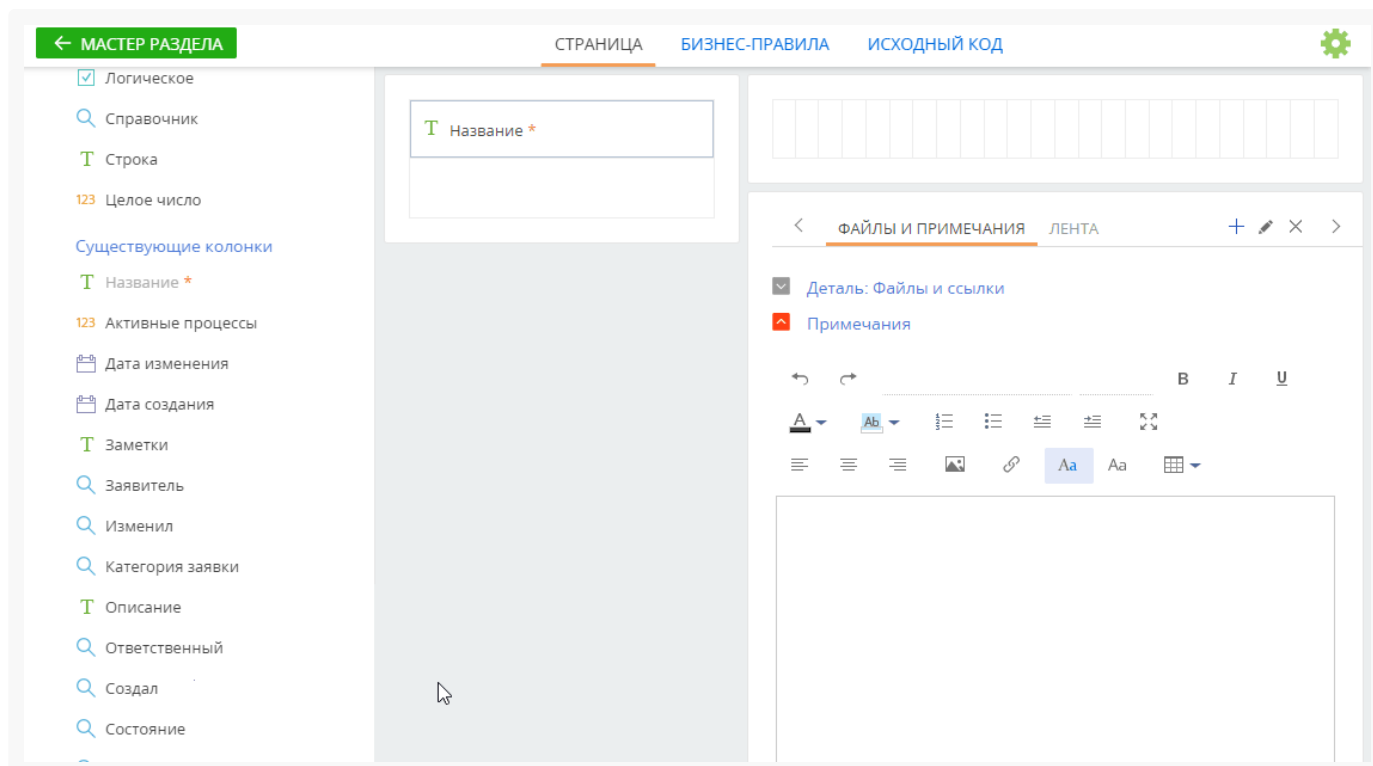 МАСТЕР РАЗДЕЛА
СТРАНИЦА БИЗНЕС-ПРАВИЛА ИСХОДНЫЙ КОД
Логическое
Справочник
T Строка
123 Целое число
Существующие колонки
T Название *
123 Активные процессы
Дата изменения
Дата создания
T Заметки
Заявитель
Изменил
Категория заявки
T Описание
Ответственный
Создал
Состояние
T Название *
ФАЙЛЫ И ПРИМЕЧАНИЯ ЛЕНТА
Деталь: Файлы и ссылки
Примечания
B I U
A Ab
Aa Aa